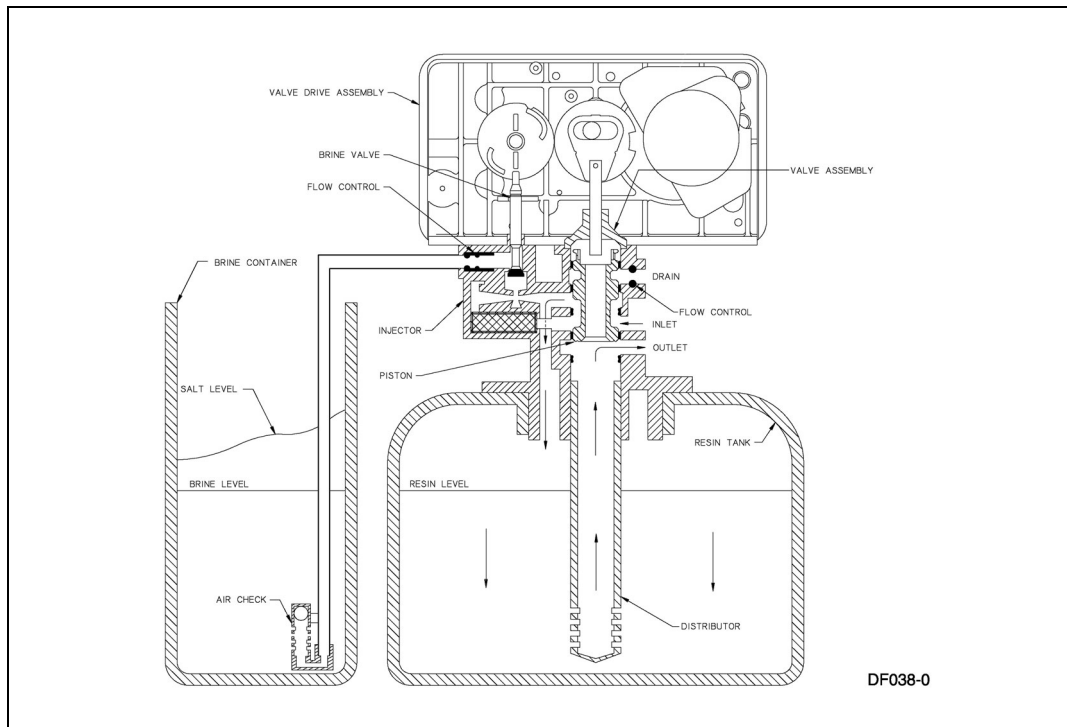 VALVE DRIVE ASSEMBLY
BRINE VALVE
VALVE ASSEMBLY
FLOW CONTROL
BRINE CONTAINER
DRAIN
FLOW CONTROL
INLET
INJECTOR
OUTLET
PISTON
SALT LEVEL
RESIN TANK
BRINE LEVEL
RESIN LEVEL
AIR CHECK
DISTRIBUTOR
DF038-0